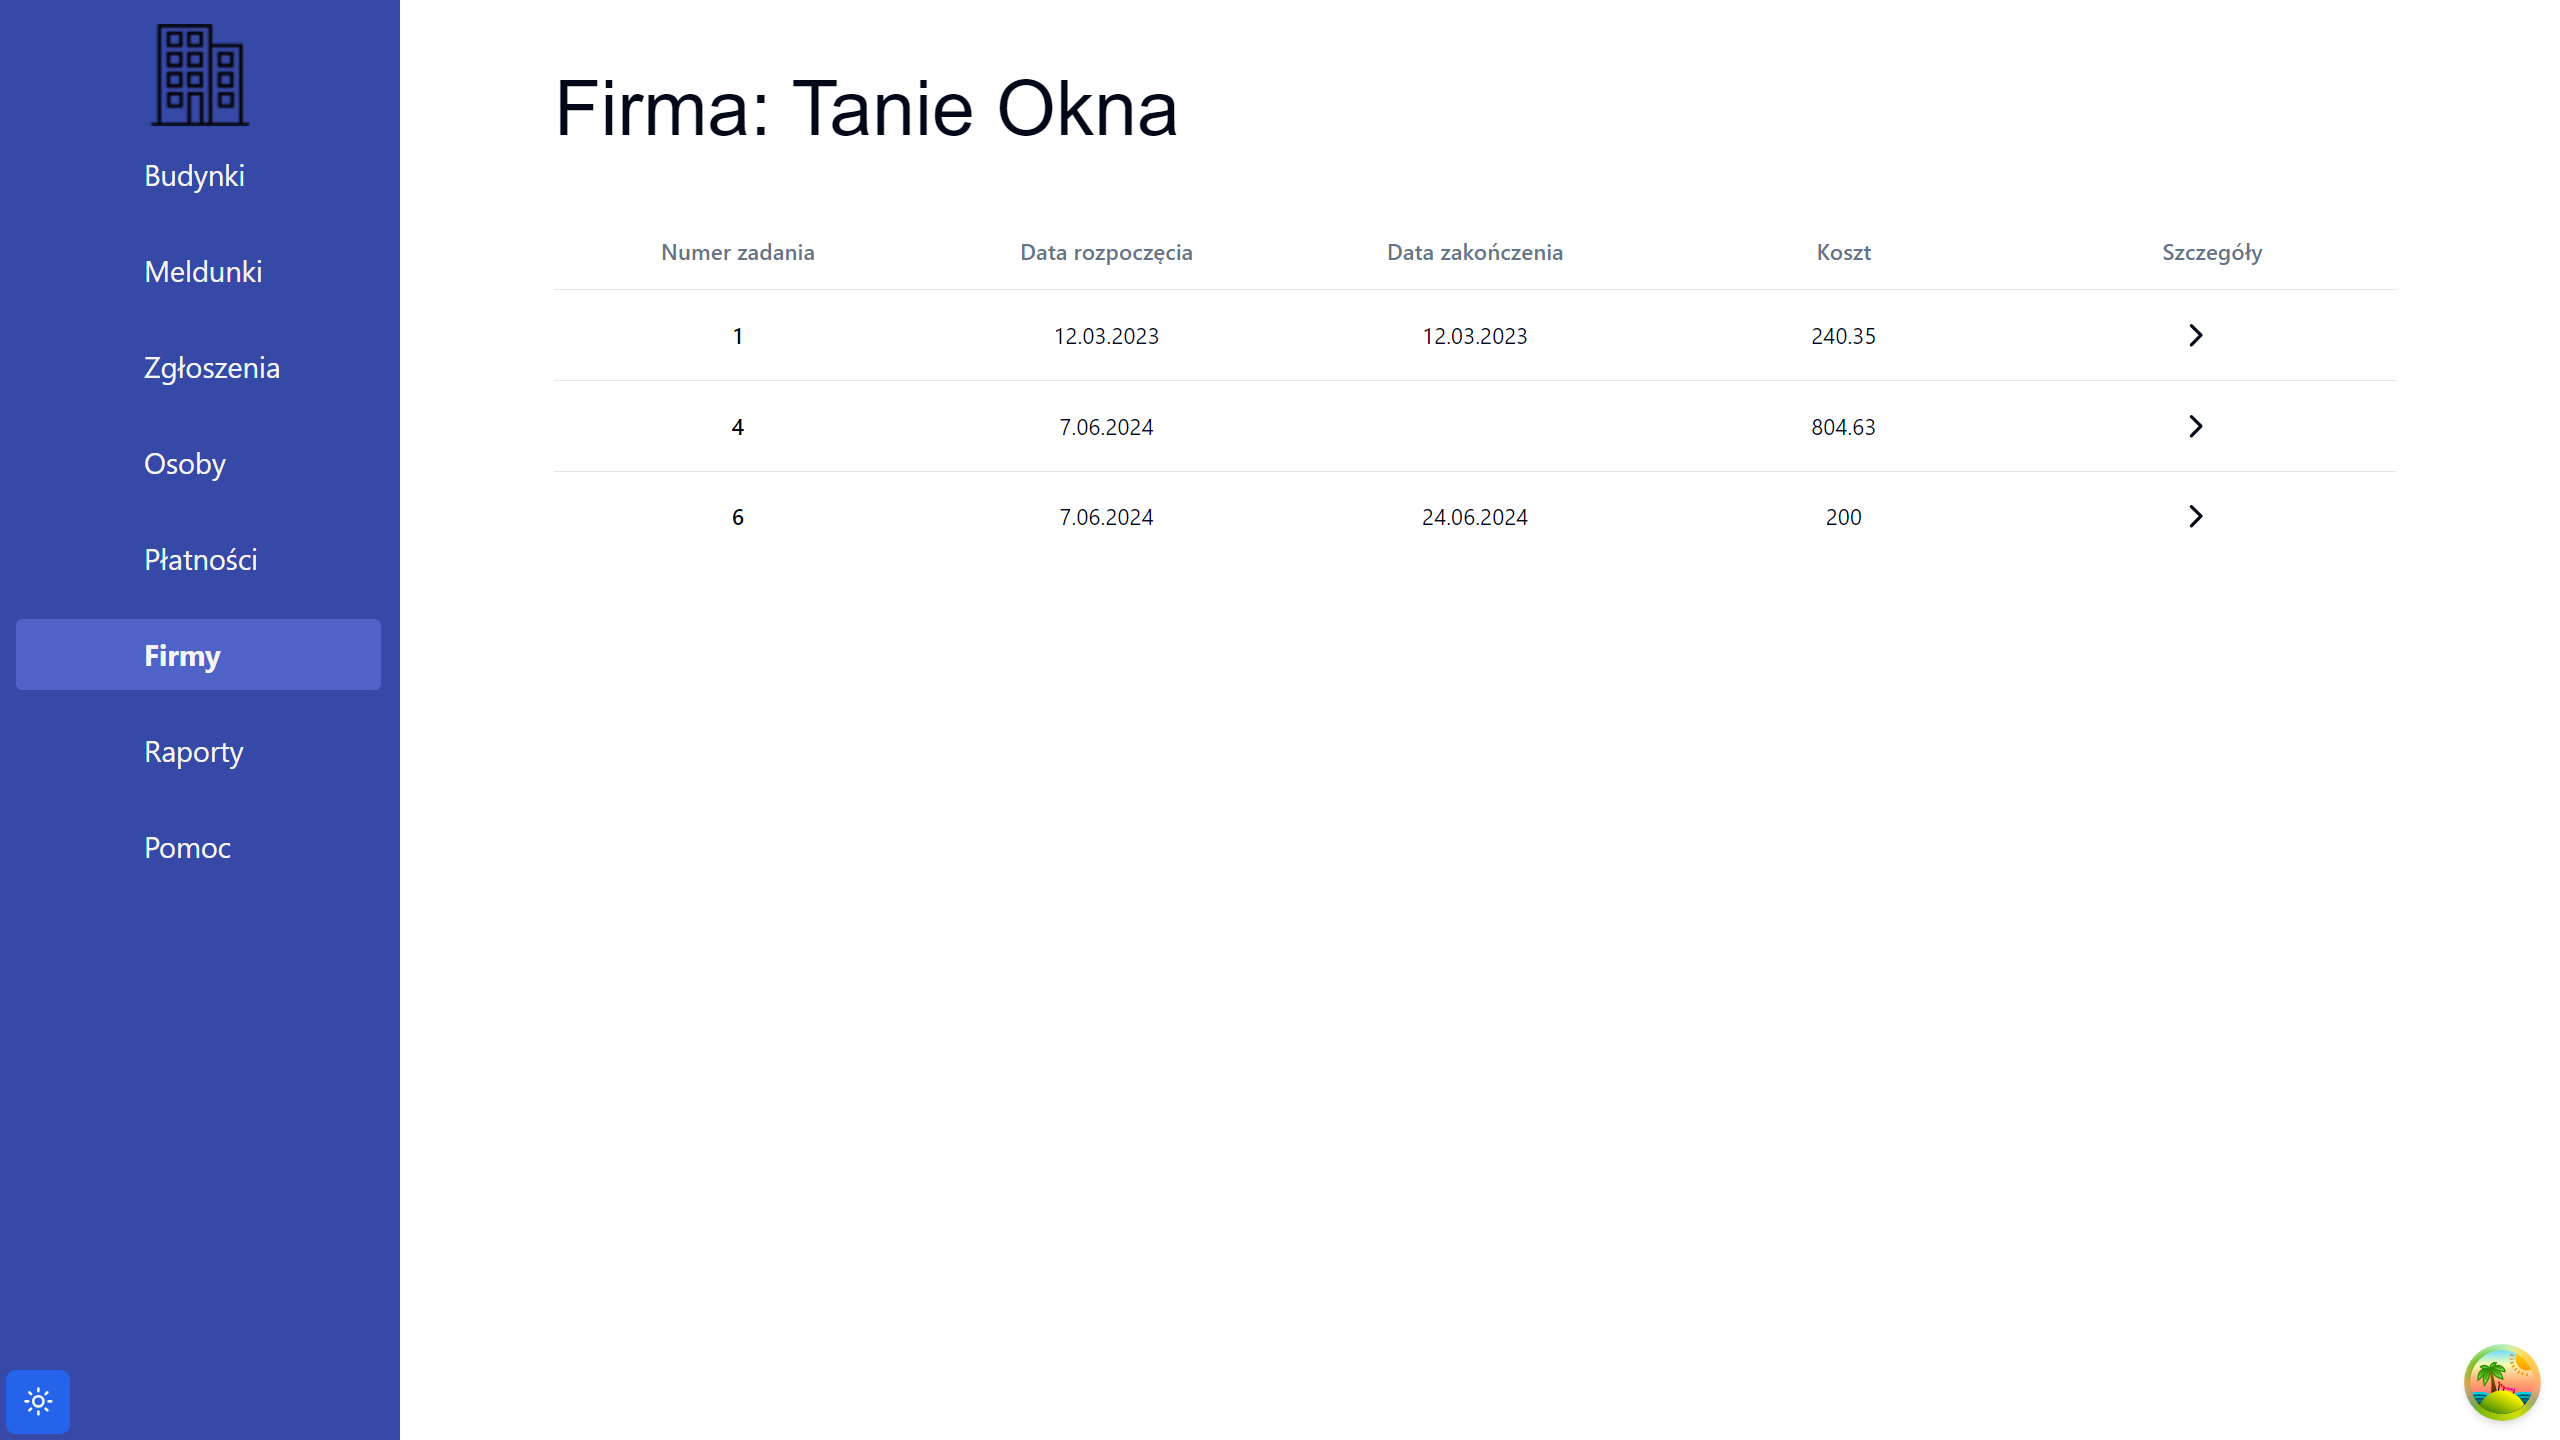 Budynki
Meldunki
Zgłoszenia
Osoby
Płatności
Firmy
Raporty
Pomoc
Firma: Tanie Okna
Numer zadania Data rozpoczęcia Data zakończenia Koszt Szczegóły
1 12.03.2023 12.03.2023 240.35
4 7.06.2024 804.63
6 7.06.2024 24.06.2024 200